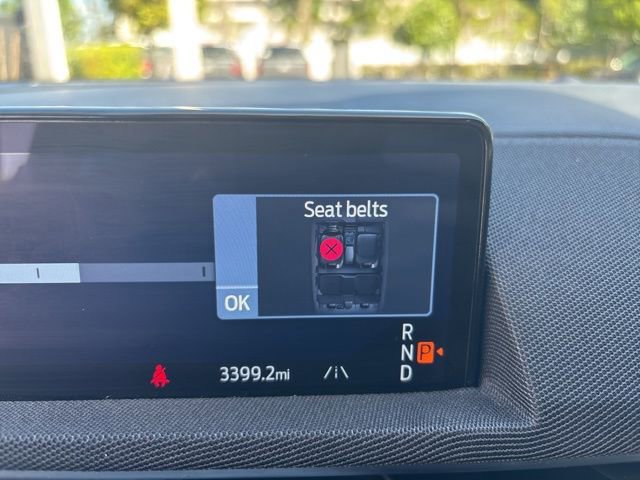 Seat belts
OK
R
N P
3399.2mi D